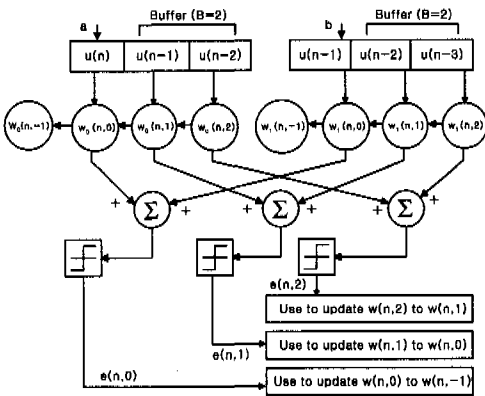 Buffer (B=2)
Buffer (B=2)
a
b
u(n)
u(n-1)
u(n-2)
u(n-1)
u(n-2)
u(n-3)
w₀(n,-1)
w₀(n,0)
w₀(n,1)
w₀(n,2)
w₁(n,-1)
w₁(n,0)
w₁(n,1)
w₁(n,2)
+ Σ +
+ Σ +
+ Σ +
e(n,2)
Use to update w(n,2) to w(n,1)
e(n,1)
Use to update w(n,1) to w(n,0)
e(n,0)
Use to update w(n,0) to w(n,-1)